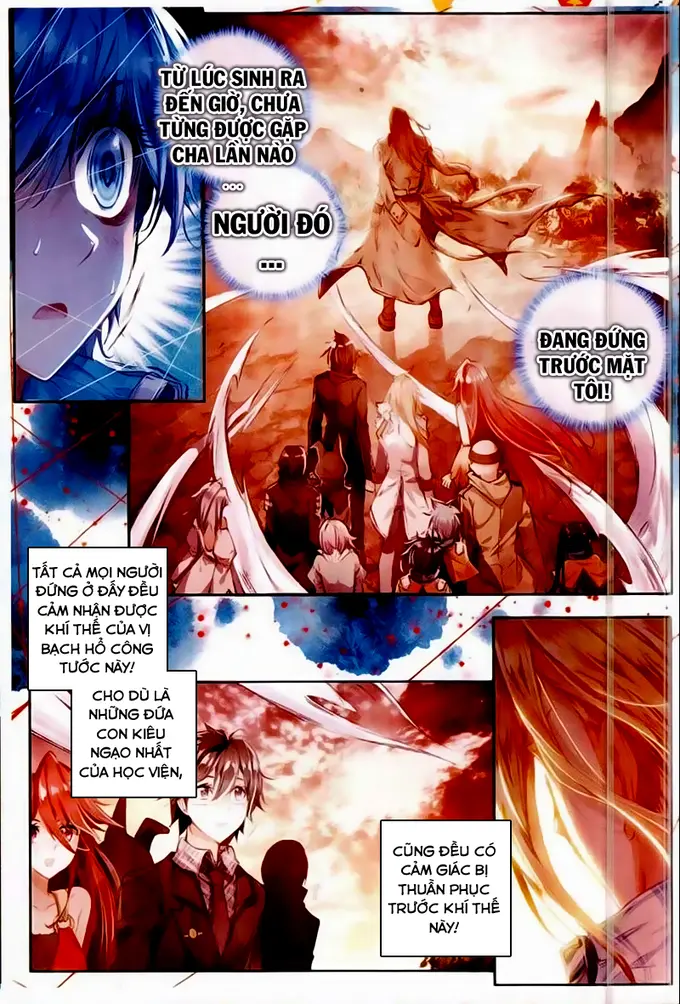 TỪ LÚC SINH RA
ĐẾN GIỜ, CHƯA
TỪNG ĐƯỢC GẶP
CHA LẦN NÀO
...
NGƯỜI ĐÓ
...
ĐANG ĐỨNG
TRƯỚC MẶT
TÔI!
TẤT CẢ MỌI NGƯỜI
ĐỨNG Ở ĐẤY ĐỀU
CẢM NHẬN ĐƯỢC
KHÍ THẾ CỦA VỊ
BẠCH HỔ CÔNG
TƯỚC NÀY!
CHO DÙ LÀ
NHỮNG ĐỨA
CON KIÊU
NGẠO NHẤT
CỦA HỌC VIỆN,
CŨNG ĐỀU CÓ
CẢM GIÁC BỊ
THUẦN PHỤC
TRƯỚC KHÍ THẾ
NÀY!